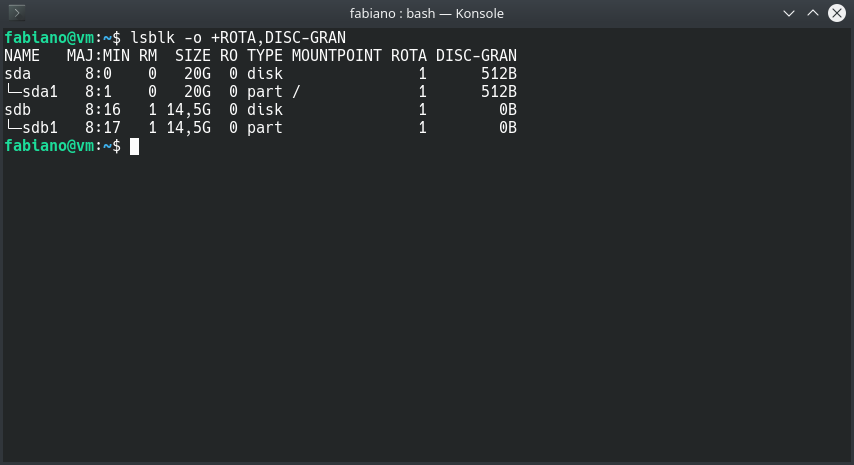 fabiano : bash — Konsole
fabiano@vm:~$ lsblk -o +ROTA,DISC-GRAN
NAME   MAJ:MIN RM  SIZE RO TYPE MOUNTPOINT ROTA DISC-GRAN
sda      8:0    0   20G  0 disk               1      512B
└─sda1   8:1    0   20G  0 part /             1      512B
sdb      8:16   1 14,5G  0 disk               1        0B
└─sdb1   8:17   1 14,5G  0 part               1        0B
fabiano@vm:~$